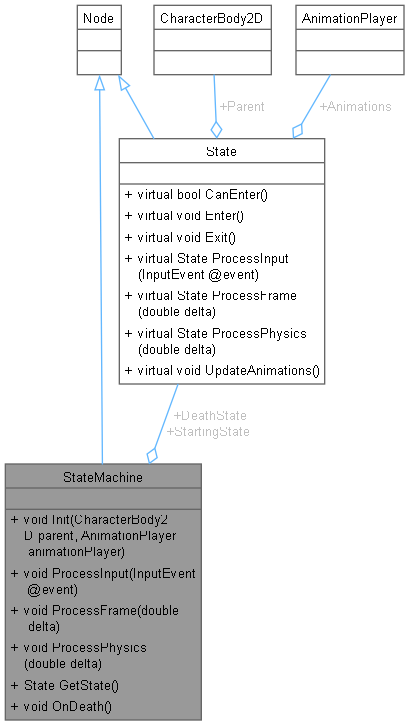 Node
CharacterBody2D
AnimationPlayer
+Parent
+Animations
State
+ virtual bool CanEnter()
+ virtual void Enter()
+ virtual void Exit()
+ virtual State ProcessInput
(InputEvent @event)
+ virtual State ProcessFrame
(double delta)
+ virtual State ProcessPhysics
(double delta)
+ virtual void UpdateAnimations()
+DeathState
+StartingState
StateMachine
+ void Init(CharacterBody2
D parent, AnimationPlayer
animationPlayer)
+ void ProcessInput(InputEvent
@event)
+ void ProcessFrame(double
delta)
+ void ProcessPhysics
(double delta)
+ State GetState()
+ void OnDeath()